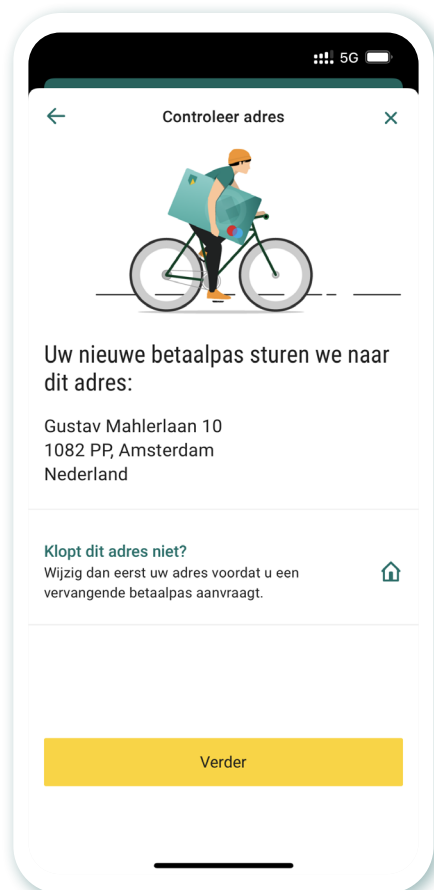 5G
Controleer adres
Uw nieuwe betaalpas sturen we naar
dit adres:
Gustav Mahlerlaan 10
1082 PP, Amsterdam
Nederland
Klopt dit adres niet?
Wijzig dan eerst uw adres voordat u een
vervangende betaalpas aanvraagt.
Verder